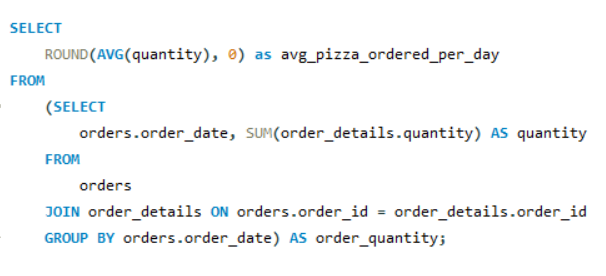 SELECT
ROUND(AVG(quantity), 0) as avg_pizza_ordered_per_day
FROM
(SELECT
orders.order_date, SUM(order_details.quantity) AS quantity
FROM
orders
JOIN order_details ON orders.order_id = order_details.order_id
GROUP BY orders.order_date) AS order_quantity;